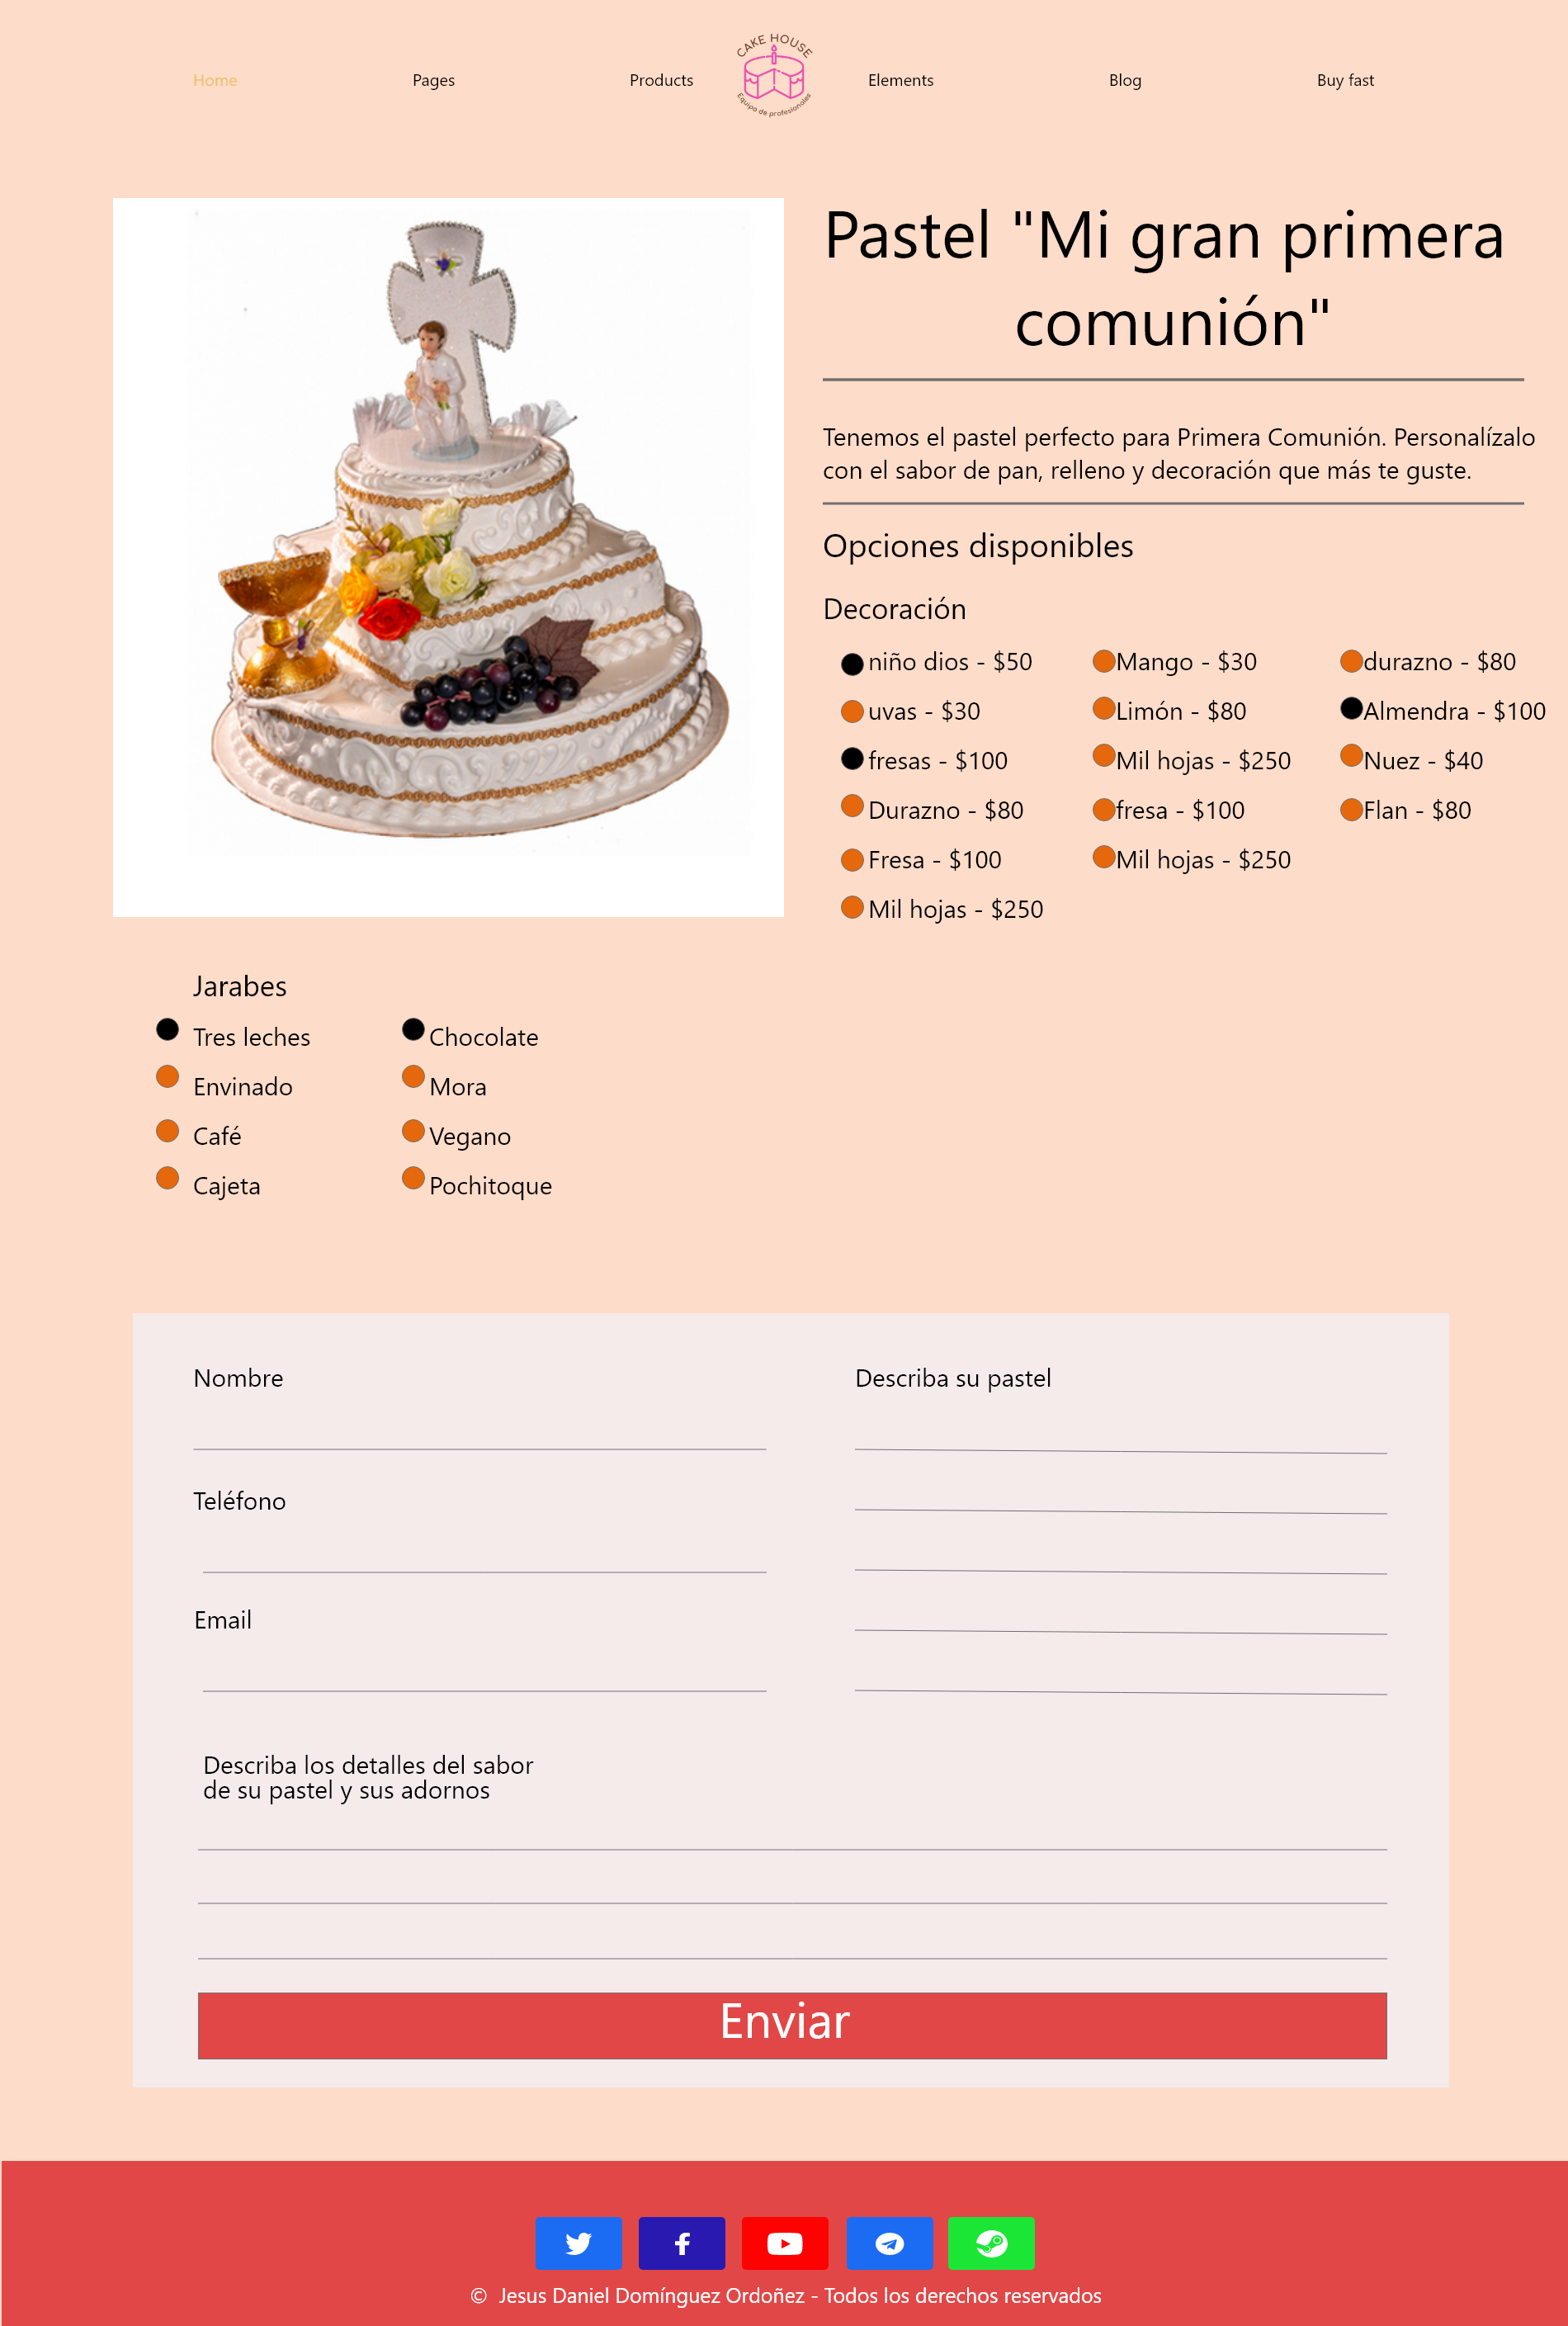 Home
Pages
Products
CAKE HOUSE
Equipo de profesionales
Elements
Blog
Buy fast
Pastel "Mi gran primera
comunión"
Tenemos el pastel perfecto para Primera Comunión. Personalízalo
con el sabor de pan, relleno y decoración que más te guste.
Opciones disponibles
Decoración
niño dios - $50
uvas - $30
fresas - $100
Durazno - $80
Fresa - $100
Mil hojas - $250
Mango - $30
Limón - $80
Mil hojas - $250
fresa - $100
Mil hojas - $250
durazno - $80
Almendra - $100
Nuez - $40
Flan - $80
Jarabes
Tres leches
Envinado
Café
Cajeta
Chocolate
Mora
Vegano
Pochitoque
Nombre
Teléfono
Email
Describa su pastel
Describa los detalles del sabor
de su pastel y sus adornos
Enviar
© Jesus Daniel Domínguez Ordoñez - Todos los derechos reservados